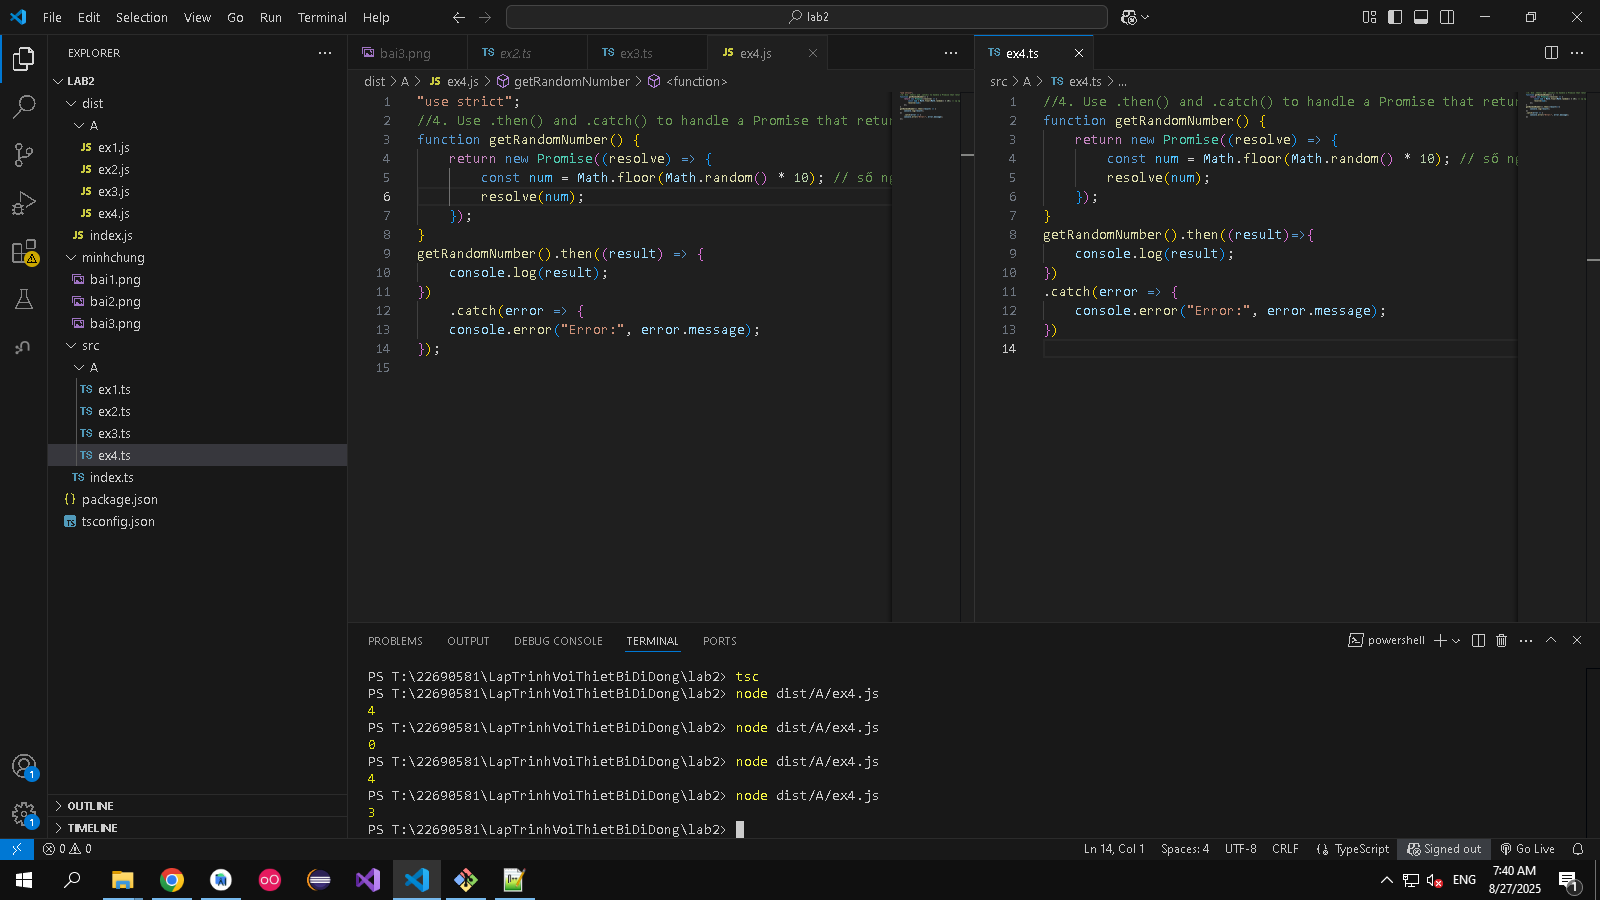 File Edit Selection View Go Run Terminal Help
lab2
EXPLORER
LAB2
dist
A
JS ex1.js
JS ex2.js
JS ex3.js
JS ex4.js
JS index.js
minhchung
bai1.png
bai2.png
bai3.png
src
A
TS ex1.ts
TS ex2.ts
TS ex3.ts
TS ex4.ts
TS index.ts
{} package.json
TS tsconfig.json
OUTLINE
TIMELINE
bai3.png TS ex2.ts TS ex3.ts JS ex4.js
dist > A > JS ex4.js > getRandomNumber > <function>
1 "use strict";
2 //4. Use .then() and .catch() to handle a Promise that retur
3 function getRandomNumber() {
4     return new Promise((resolve) => {
5         const num = Math.floor(Math.random() * 10); // số ng
6         resolve(num);
7     });
8 }
9 getRandomNumber().then((result) => {
10     console.log(result);
11 })
12     .catch(error => {
13     console.error("Error:", error.message);
14 });
15
TS ex4.ts
src > A > TS ex4.ts > ...
1 //4. Use .then() and .catch() to handle a Promise that retur
2 function getRandomNumber() {
3     return new Promise((resolve) => {
4         const num = Math.floor(Math.random() * 10); // số ng
5         resolve(num);
6     });
7 }
8 getRandomNumber().then((result)=>{
9     console.log(result);
10 })
11 .catch(error => {
12     console.error("Error:", error.message);
13 })
14
PROBLEMS OUTPUT DEBUG CONSOLE TERMINAL PORTS
powershell
PS T:\22690581\LapTrinhVoiThietBiDiDong\lab2> tsc
PS T:\22690581\LapTrinhVoiThietBiDiDong\lab2> node dist/A/ex4.js
4
PS T:\22690581\LapTrinhVoiThietBiDiDong\lab2> node dist/A/ex4.js
0
PS T:\22690581\LapTrinhVoiThietBiDiDong\lab2> node dist/A/ex4.js
4
PS T:\22690581\LapTrinhVoiThietBiDiDong\lab2> node dist/A/ex4.js
3
PS T:\22690581\LapTrinhVoiThietBiDiDong\lab2>
1
1
0 0
Ln 14, Col 1 Spaces: 4 UTF-8 CRLF {} TypeScript Signed out Go Live
ENG
7:40 AM
8/27/2025
1